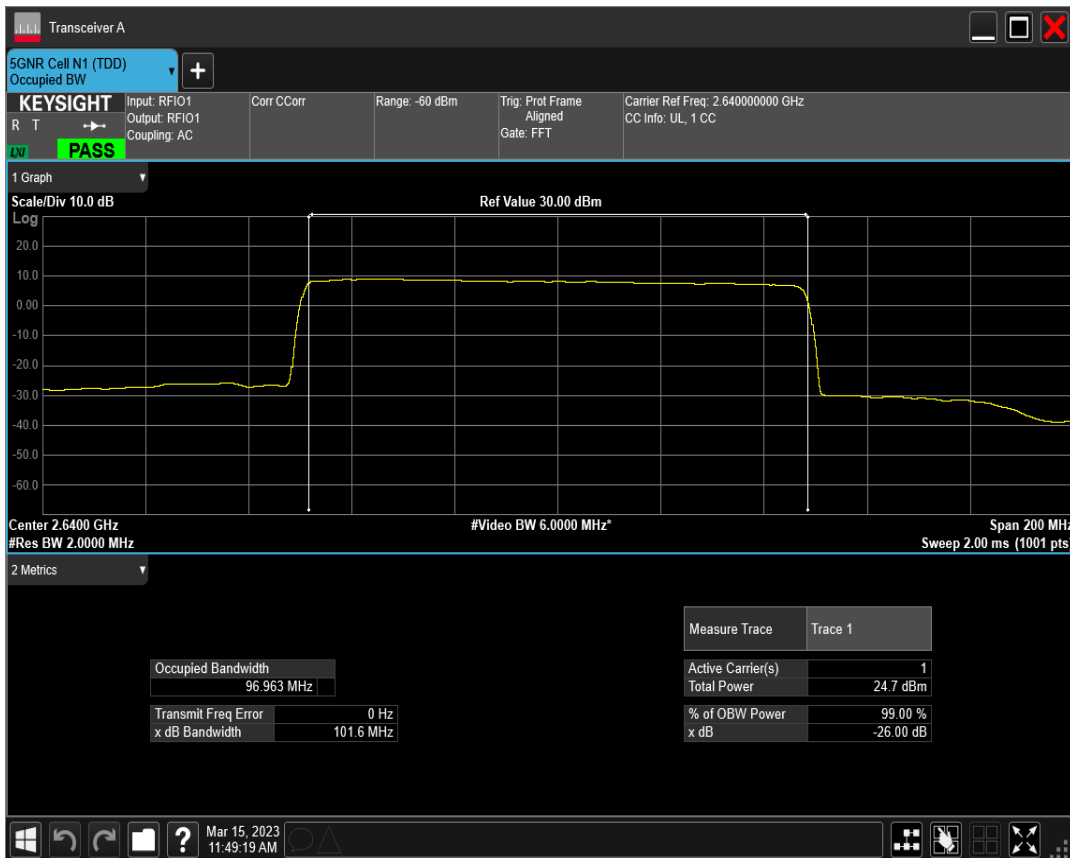 Transceiver A
5GNR Cell N1 (TDD)
Occupied BW
+
KEYSIGHT
R T
LXI
PASS
Input: RFIO1
Output: RFIO1
Coupling: AC
Corr CCorr
Range: -60 dBm
Trig: Prot Frame
Aligned
Gate: FFT
Carrier Ref Freq: 2.640000000 GHz
CC Info: UL, 1 CC
1 Graph
Scale/Div 10.0 dB
Ref Value 30.00 dBm
Log
20.0
10.0
0.00
-10.0
-20.0
-30.0
-40.0
-50.0
-60.0
Center 2.6400 GHz
#Video BW 6.0000 MHz*
Span 200 MHz
#Res BW 2.0000 MHz
Sweep 2.00 ms (1001 pts)
2 Metrics
Measure Trace Trace 1
Occupied Bandwidth
96.963 MHz
Active Carrier(s) 1
Total Power 24.7 dBm
Transmit Freq Error 0 Hz
x dB Bandwidth 101.6 MHz
% of OBW Power 99.00 %
x dB -26.00 dB
?
Mar 15, 2023
11:49:19 AM